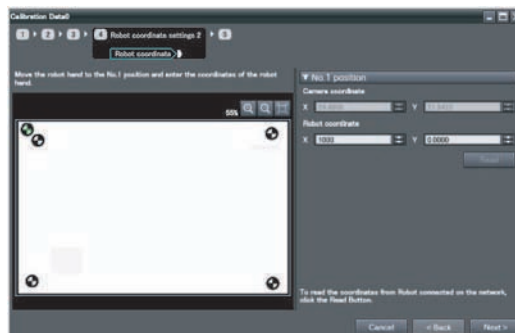 Calibration Data0
1 2 3 4 Robot coordinate settings 2 5
Robot coordinate
Move the robot hand to the No.1 position and enter the coordinates of the robot
hand.
55%
▼ No.1 position
Camera coordinate
X Y
Robot coordinate
X 1000 Y 0.0000
Read
To read the coordinates from Robot connected on the network,
click the Read Button.
Cancel < Back Next >